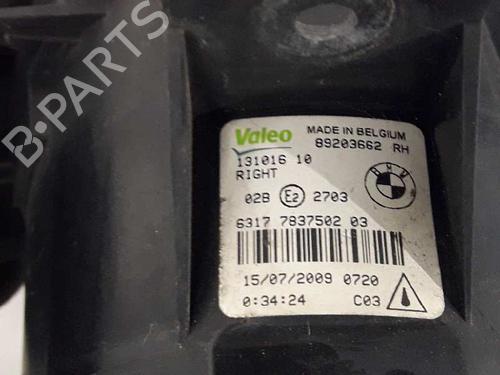 B-PARTS
Valeo MADE IN BELGIUM
89203662 RH
131016 10
RIGHT
BMW
02B E2 2703
6317 7837502 03
15/07/2009 0720
0:34:24 C03